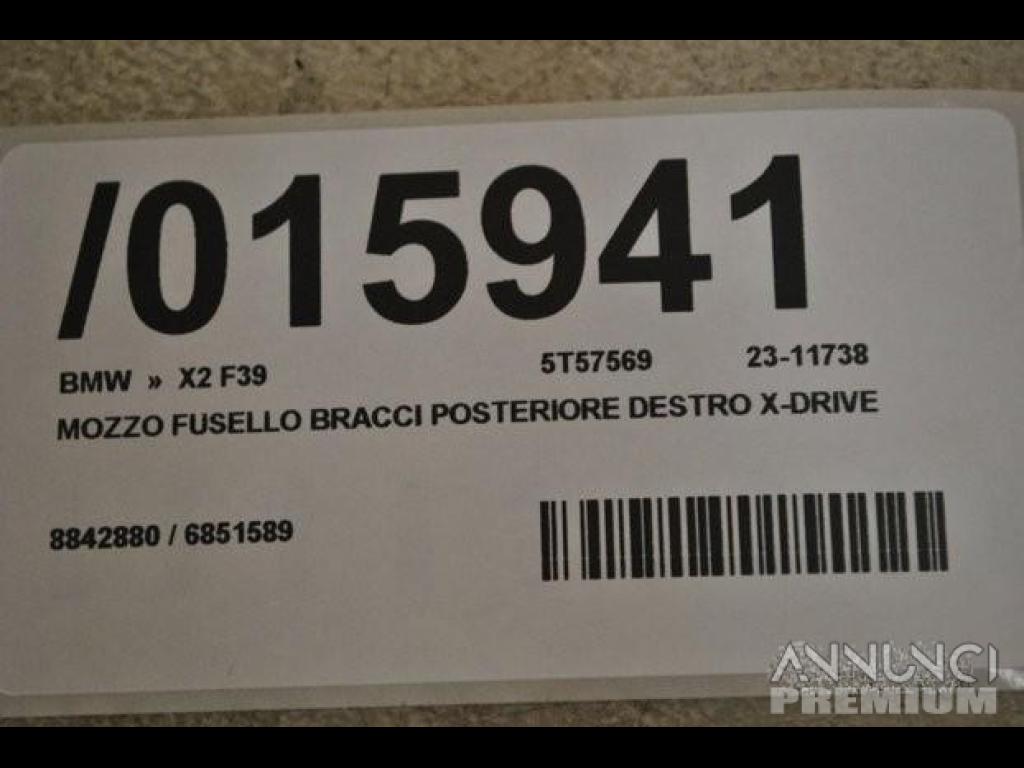 /015941
BMW » X2 F39 5T57569 23-11738
MOZZO FUSELLO BRACCI POSTERIORE DESTRO X-DRIVE
8842880 / 6851589
ANNUNCI
PREMIUM